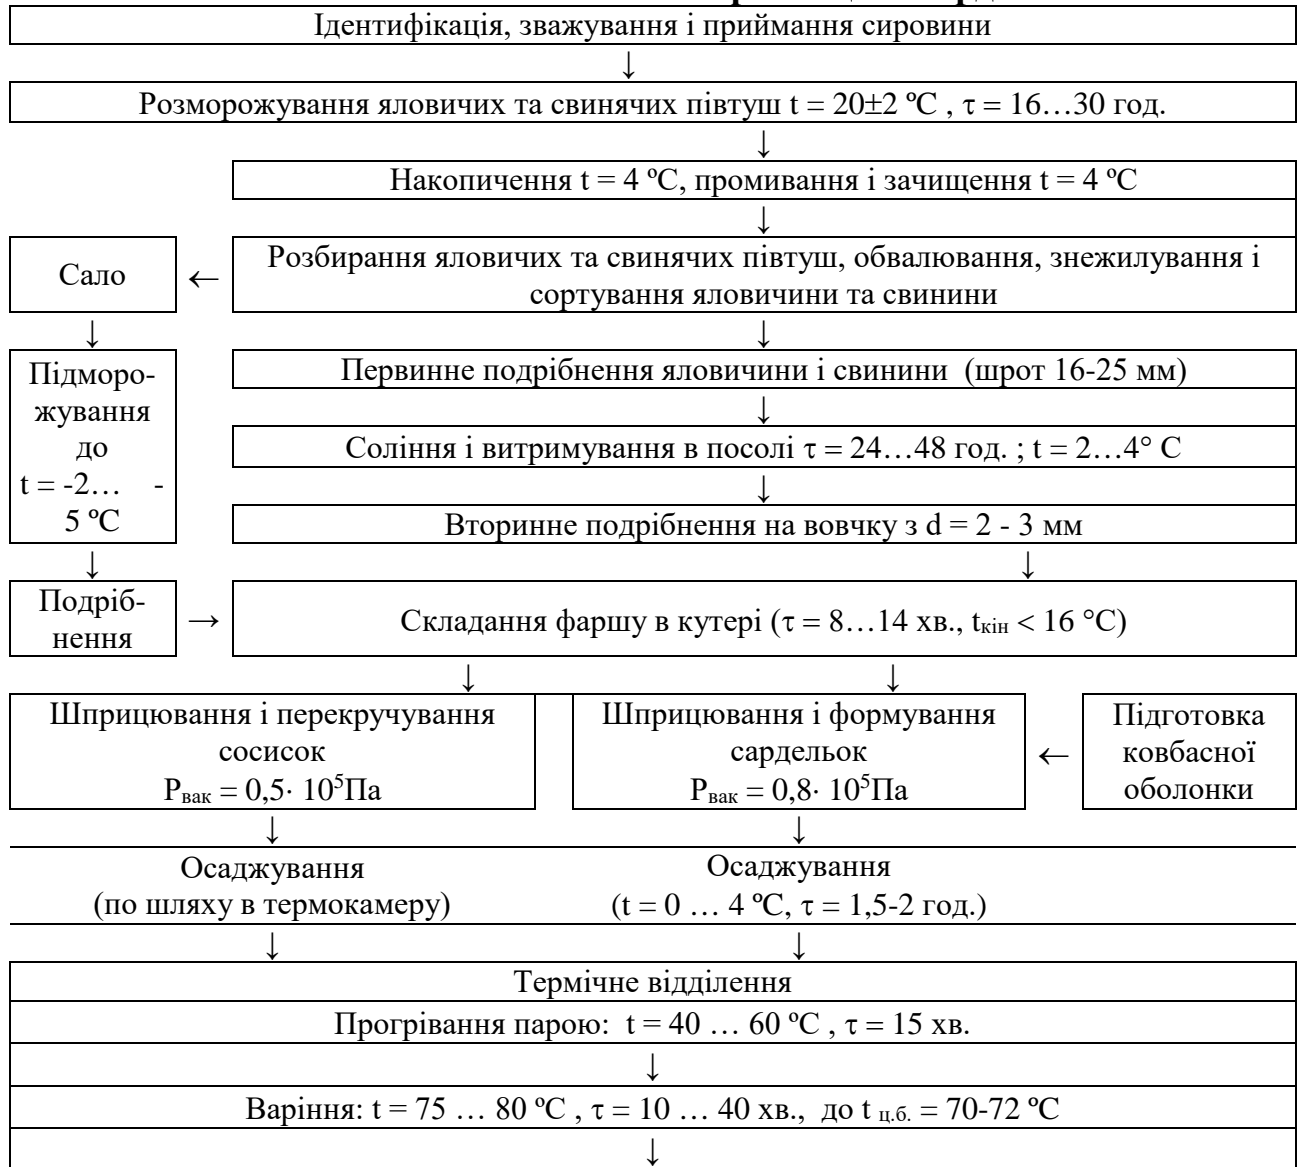 Ідентифікація, зважування і приймання сировини
↓
Розморожування яловичих та свинячих півтуш t = 20±2 ºС , τ = 16…30 год.
↓
Накопичення t = 4 ºС, промивання і зачищення t = 4 ºС
↓
Сало
←
Розбирання яловичих та свинячих півтуш, обвалювання, знежилування і
сортування яловичини та свинини
↓
↓
Підморо-
жування
до
t = -2… -
5 ºС
Первинне подрібнення яловичини і свинини (шрот 16-25 мм)
↓
Соління і витримування в посолі τ = 24…48 год. ; t = 2…4° С
↓
Вторинне подрібнення на вовчку з d = 2 - 3 мм
↓
↓
Подріб-
нення
→
Складання фаршу в кутері (τ = 8…14 хв., tкін < 16 °С)
↓
↓
Шприцювання і перекручування
сосисок
Рвак = 0,5· 10⁵Па
Шприцювання і формування
сардельок
Рвак = 0,8· 10⁵Па
←
Підготовка
ковбасної
оболонки
↓
↓
Осаджування
(по шляху в термокамеру)
Осаджування
(t = 0 … 4 ºС, τ = 1,5-2 год.)
↓
↓
Термічне відділення
Прогрівання парою: t = 40 … 60 ºС , τ = 15 хв.
↓
Варіння: t = 75 … 80 ºС , τ = 10 … 40 хв., до t ц.б. = 70-72 ºС
↓